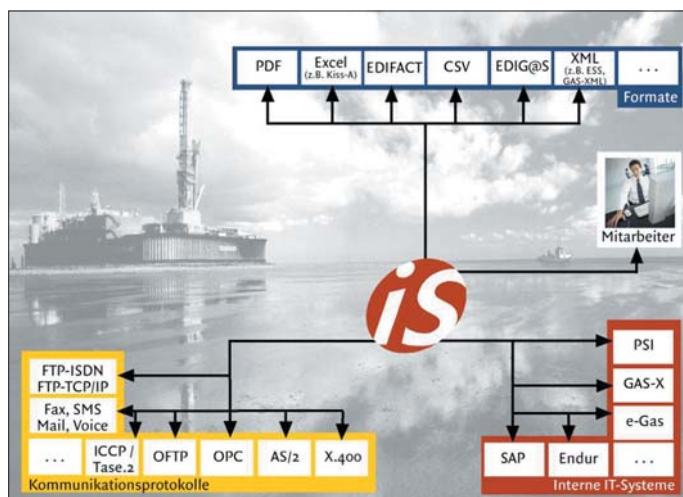 PDF
Excel
(z.B. Kiss-A)
EDIFACT
CSV
EDIG@S
XML
(z.B. ESS,
GAS-XML)
...
Formate
Mitarbeiter
iS
FTP-ISDN
FTP-TCP/IP
Fax, SMS
Mail, Voice
...
ICCP /
Tase.2
OFTP
OPC
AS/2
X.400
Kommunikationsprotokolle
PSI
GAS-X
e-Gas
SAP
Endur
...
Interne IT-Systeme